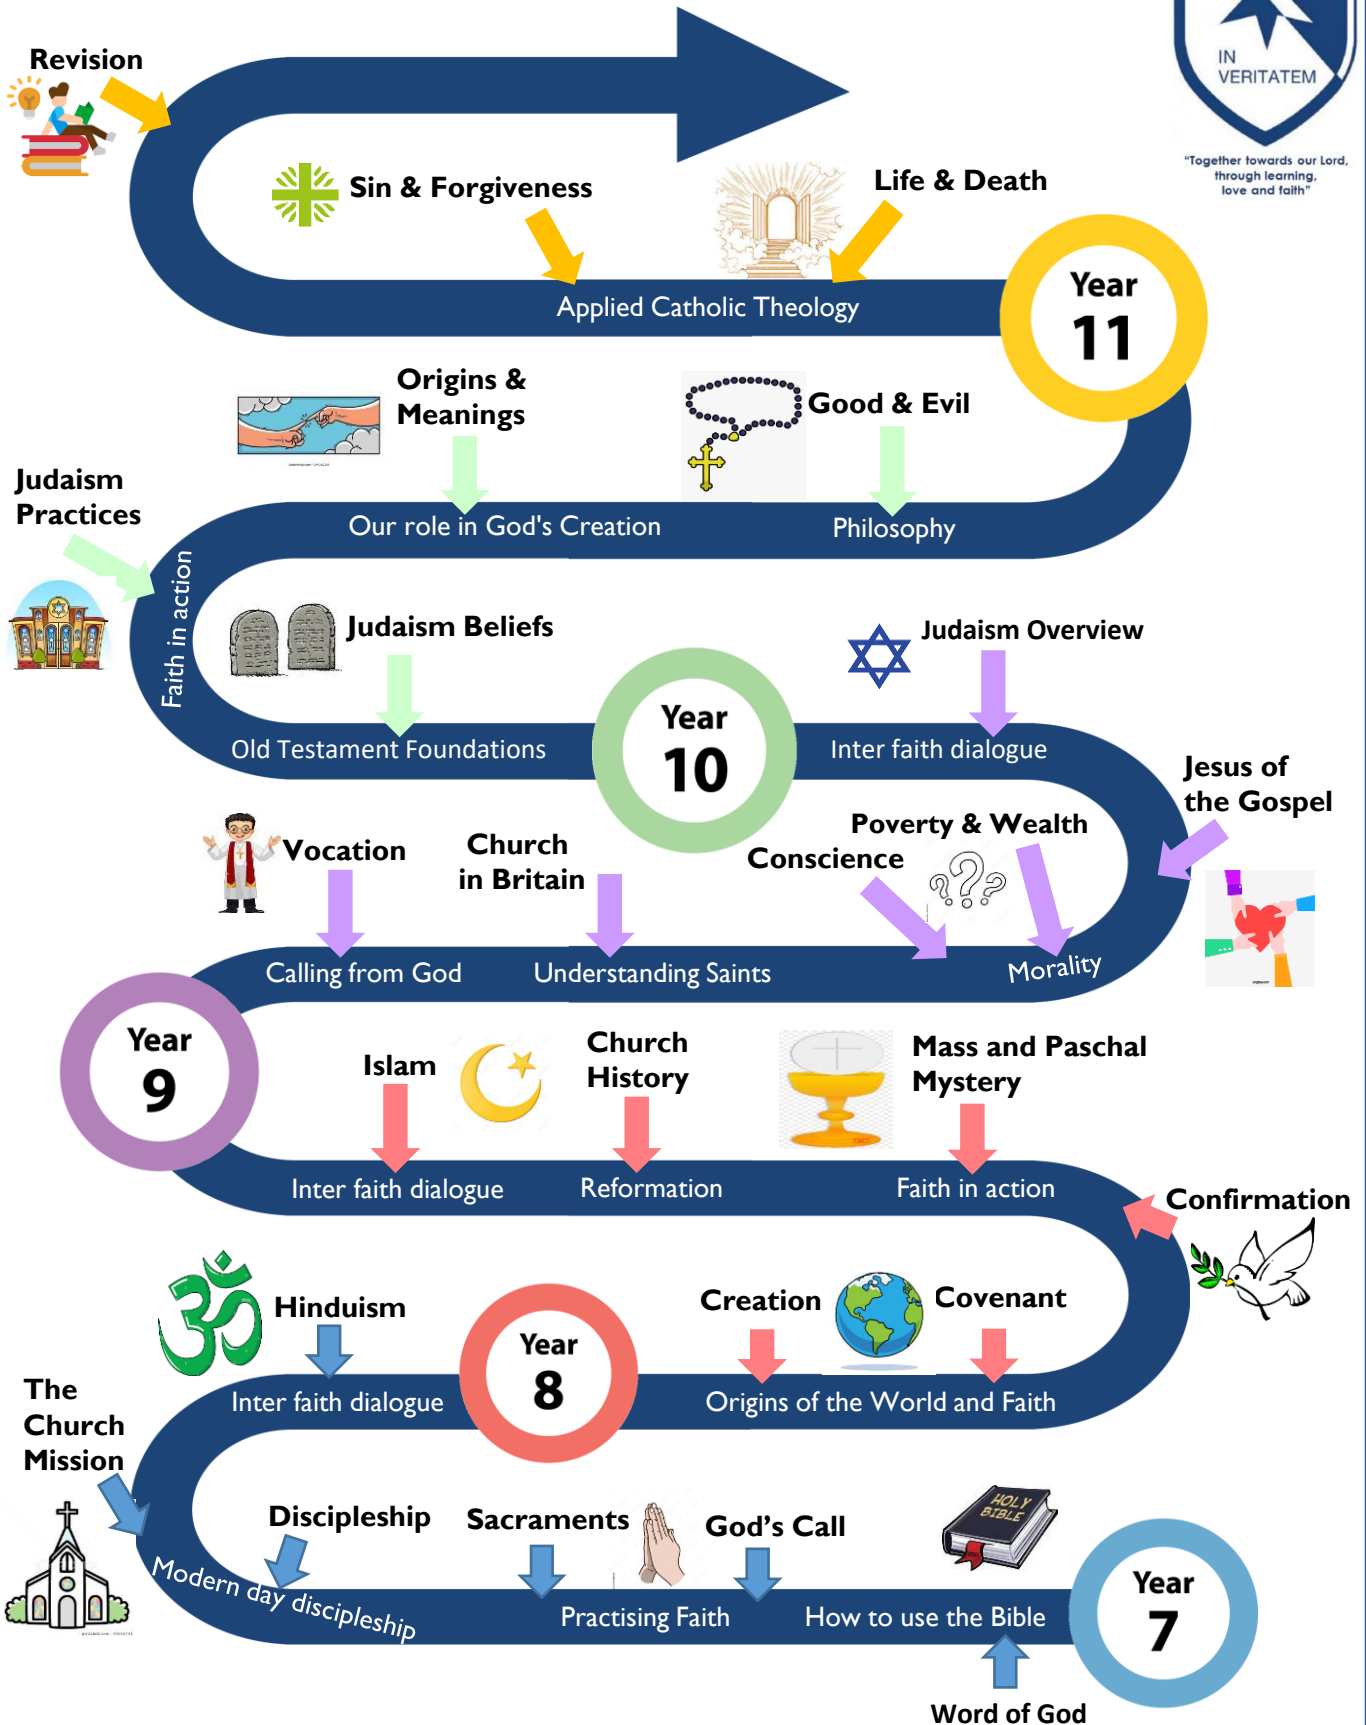 IN
VERITATEM
"Together towards our Lord,
through learning,
love and faith"
Revision
Sin & Forgiveness
Life & Death
Applied Catholic Theology
Year
11
Origins &
Meanings
Good & Evil
Our role in God's Creation
Philosophy
Judaism
Practices
Faith in action
Judaism Beliefs
Judaism Overview
Old Testament Foundations
Year
10
Inter faith dialogue
Jesus of
the Gospel
Poverty & Wealth
Conscience
Vocation
Church
in Britain
Calling from God
Understanding Saints
Morality
Year
9
Islam
Church
History
Mass and Paschal
Mystery
Inter faith dialogue
Reformation
Faith in action
Confirmation
Hinduism
Year
8
Creation
Covenant
Inter faith dialogue
Origins of the World and Faith
The
Church
Mission
Discipleship
Sacraments
God's Call
HOLY
BIBLE
Modern day discipleship
Practising Faith
How to use the Bible
Year
7
Word of God